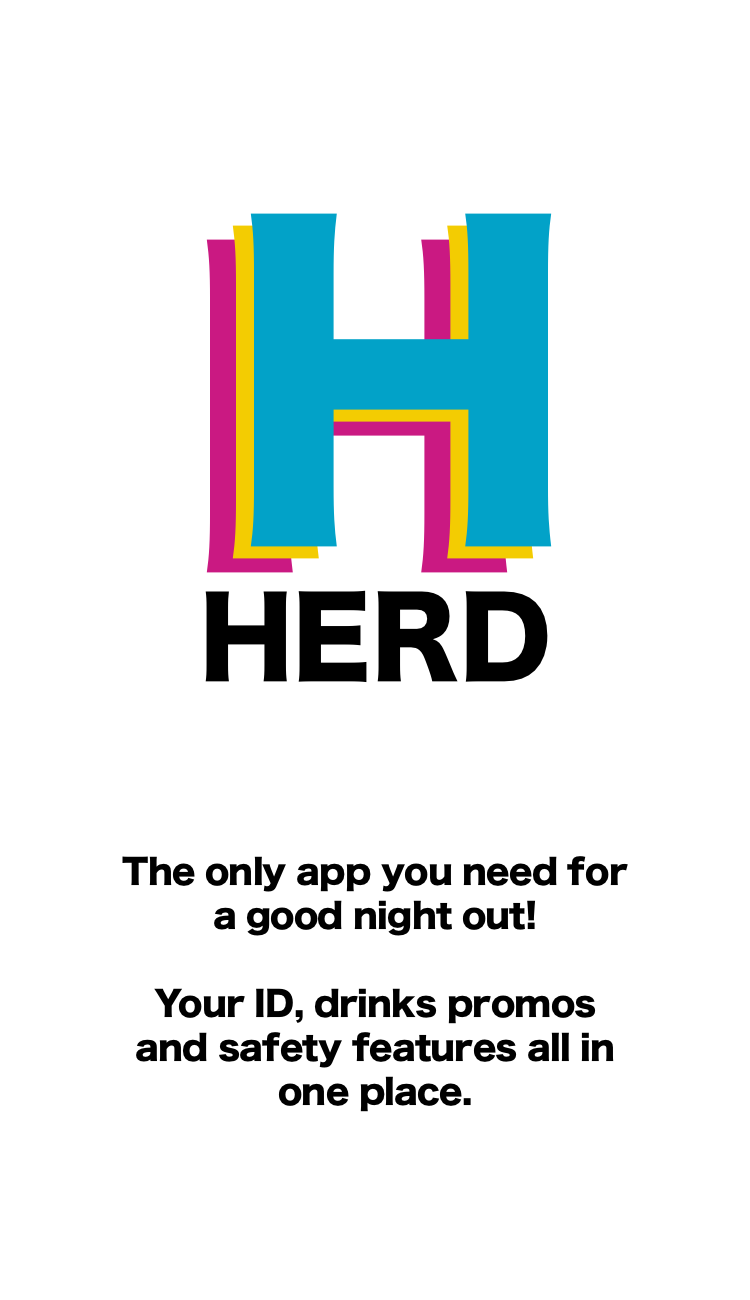 H
HERD
The only app you need for
a good night out!
Your ID, drinks promos
and safety features all in
one place.